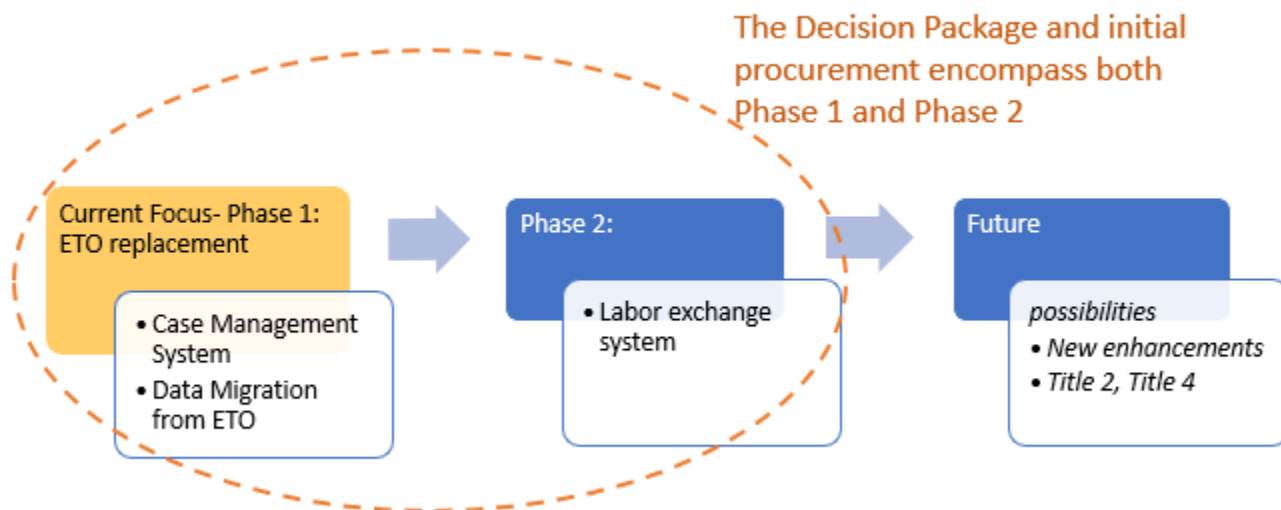 The Decision Package and initial
procurement encompass both
Phase 1 and Phase 2
Current Focus- Phase 1:
ETO replacement
• Case Management
System
• Data Migration
from ETO
Phase 2:
• Labor exchange
system
Future
possibilities
• New enhancements
• Title 2, Title 4